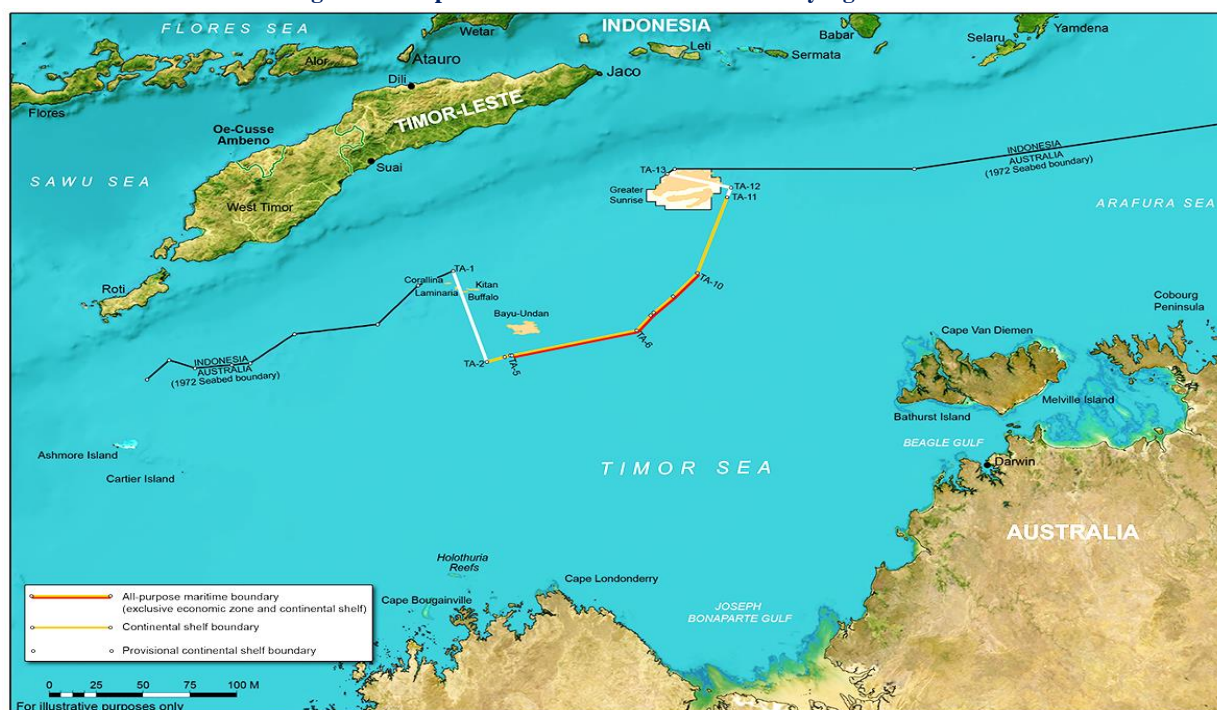 FLORES SEA
Wetar
INDONESIA
Babar
Yamdena
Selaru
Leti
Sermata
Alor
Atauro
Jaco
Dili
Flores
TIMOR-LESTE
Oe-Cusse
Ambeno
Suai
INDONESIA
AUSTRALIA
(1972 Seabed boundary)
TA-13
TA-12
TA-11
Greater
Sunrise
SAWU SEA
West Timor
ARAFURA SEA
TA-1
Corallina
Kitan
Laminaria
Buffalo
TA-10
Roti
Bayu-Undan
Cobourg
Peninsula
TA-6
Cape Van Diemen
TA-2
TA-5
INDONESIA
AUSTRALIA
(1972 Seabed boundary)
Melville Island
Bathurst Island
BEAGLE GULF
Ashmore Island
Cartier Island
TIMOR SEA
Darwin
AUSTRALIA
Holothuria
Reefs
Cape Londonderry
Cape Bougainville
JOSEPH
BONAPARTE GULF
All-purpose maritime boundary
(exclusive economic zone and continental shelf)
Continental shelf boundary
Provisional continental shelf boundary
0 25 50 75 100 M
For illustrative purposes only